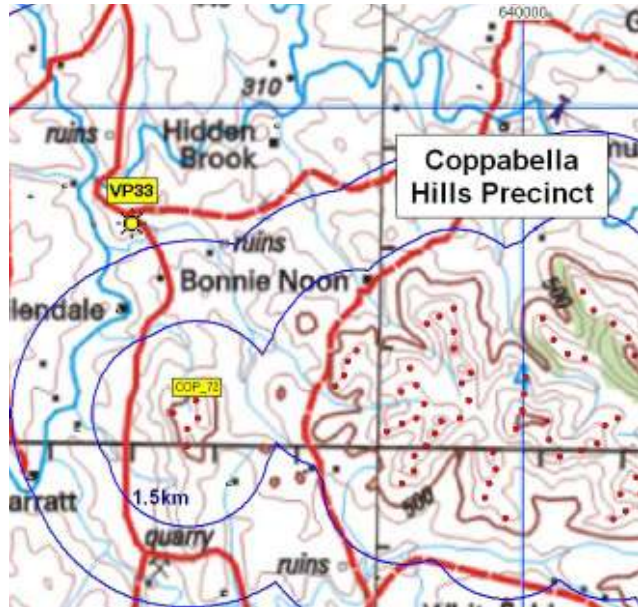 640000
310
ruins
Hidden
Brook
Coppabella
Hills Precinct
VP33
ruins
Bonnie Noon
lendale
500
COP_72
arratt
1.5km
500
quarry
ruins